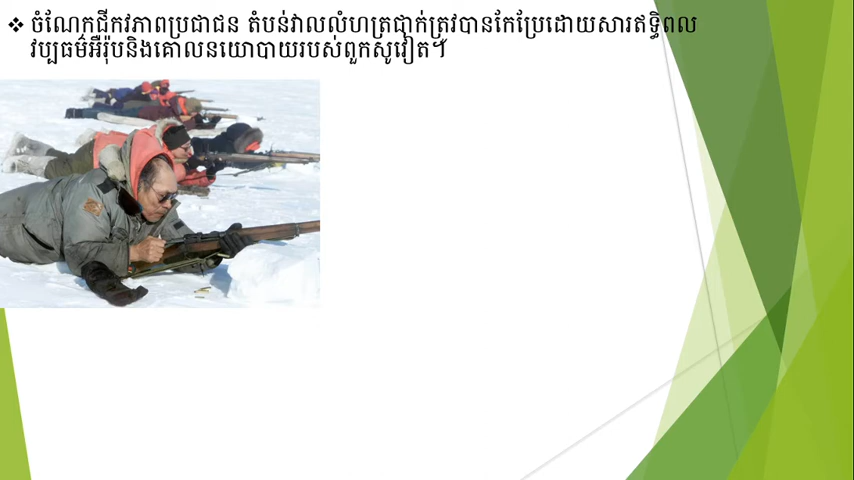 ❖ ចំណែកជីកវភាពប្រជាជន តំបន់វាលលំហត្រជាក់ត្រូវបានកែប្រែដោយសារឥទ្ធិពល
វប្បធម៌អឺរ៉ុបនិងគោលនយោបាយរបស់ពួកសូវៀត។